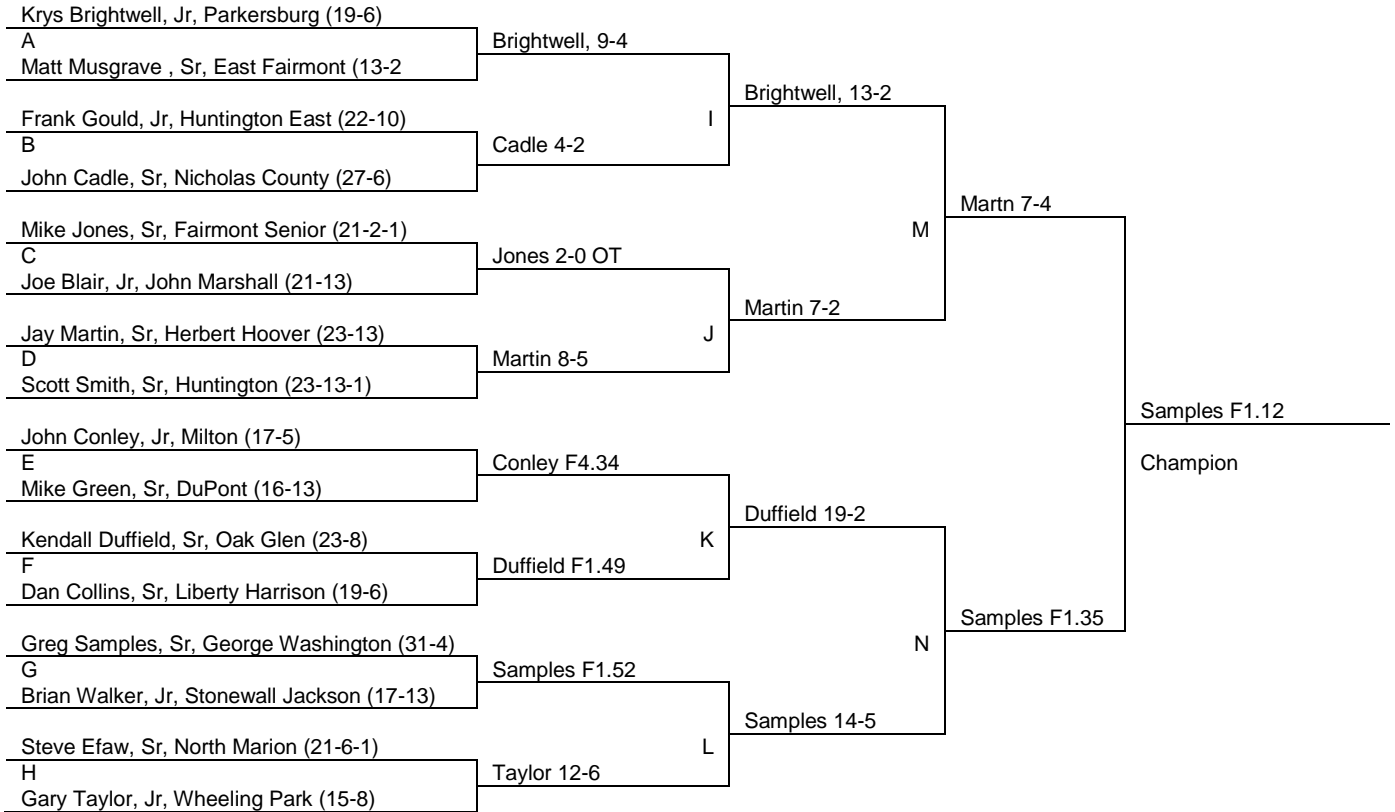 Krys Brightwell, Jr, Parkersburg (19-6)
A
Brightwell, 9-4
Matt Musgrave , Sr, East Fairmont (13-2
Brightwell, 13-2
Frank Gould, Jr, Huntington East (22-10)
I
B
Cadle 4-2
John Cadle, Sr, Nicholas County (27-6)
Martn 7-4
Mike Jones, Sr, Fairmont Senior (21-2-1)
M
C
Jones 2-0 OT
Joe Blair, Jr, John Marshall (21-13)
Martin 7-2
Jay Martin, Sr, Herbert Hoover (23-13)
J
D
Martin 8-5
Scott Smith, Sr, Huntington (23-13-1)
Samples F1.12
John Conley, Jr, Milton (17-5)
E
Conley F4.34
Champion
Mike Green, Sr, DuPont (16-13)
Duffield 19-2
Kendall Duffield, Sr, Oak Glen (23-8)
K
F
Duffield F1.49
Dan Collins, Sr, Liberty Harrison (19-6)
Samples F1.35
Greg Samples, Sr, George Washington (31-4)
N
G
Samples F1.52
Brian Walker, Jr, Stonewall Jackson (17-13)
Samples 14-5
Steve Efaw, Sr, North Marion (21-6-1)
L
H
Taylor 12-6
Gary Taylor, Jr, Wheeling Park (15-8)